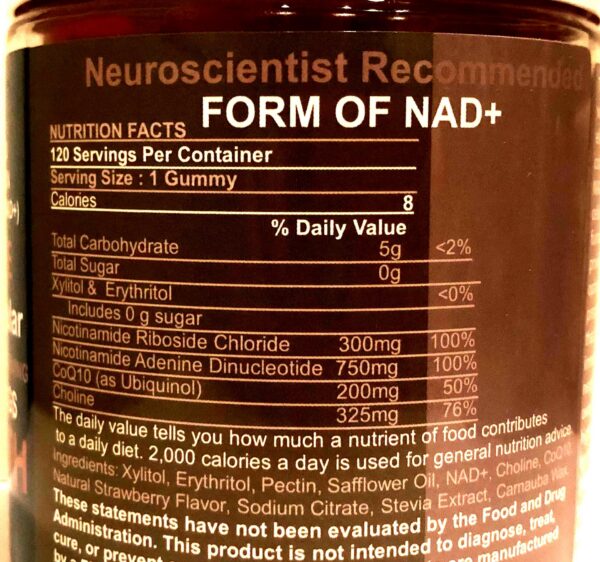 Neuroscientist Recommended
FORM OF NAD+
NUTRITION FACTS
120 Servings Per Container
Serving Size : 1 Gummy
Calories 8
% Daily Value
Total Carbohydrate 5g <2%
Total Sugar 0g
Xylitol & Erythritol <0%
Includes 0 g sugar
Nicotinamide Riboside Chloride 300mg 100%
Nicotinamide Adenine Dinucleotide 750mg 100%
CoQ10 (as Ubiquinol) 200mg 50%
Choline 325mg 76%
The daily value tells you how much a nutrient of food contributes
to a daily diet. 2,000 calories a day is used for general nutrition advice
Ingredients: Xylitol, Erythritol, Pectin, Safflower Oil, NAD+, Choline, CoQ10,
Natural Strawberry Flavor, Sodium Citrate, Stevia Extract, Carnauba Wax.
These statements have not been evaluated by the Food and Drug
Administration. This product is not intended to diagnose, treat,
cure, or prevent manufactured